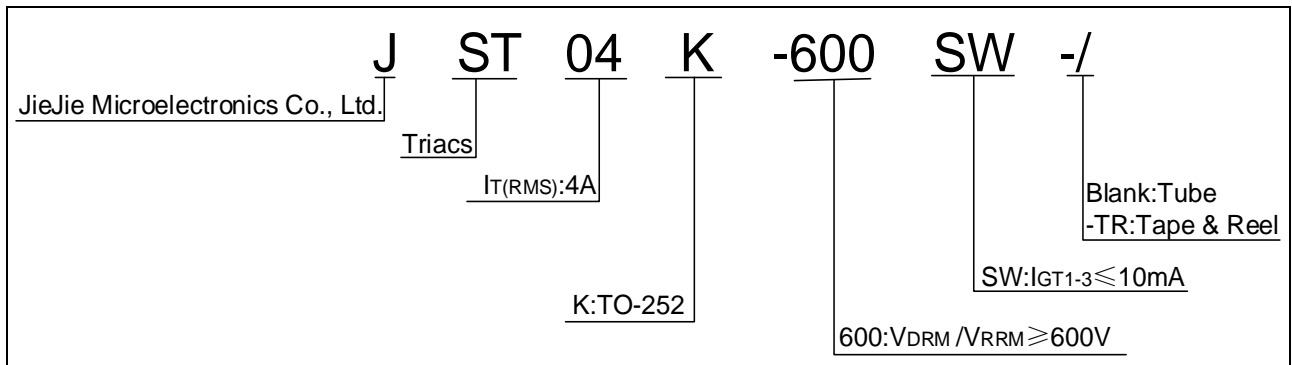 J ST 04 K -600 SW -/
JieJie Microelectronics Co., Ltd.
Triacs
IT(RMS):4A
Blank:Tube
-TR:Tape & Reel
SW:IGT1-3≤10mA
K:TO-252
600:VDRM /VRRM≥600V